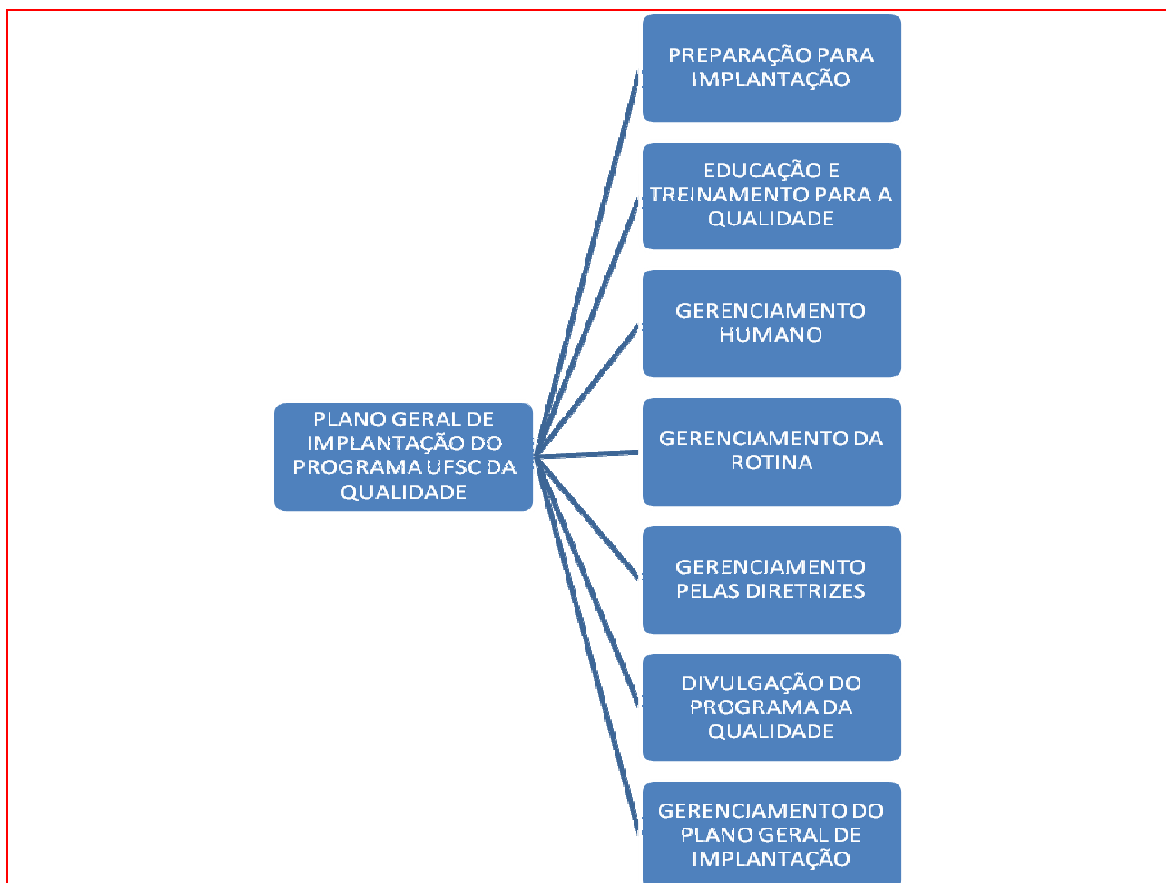 PLANO GERAL DE
IMPLANTAÇÃO DO
PROGRAMA UFSC DA
QUALIDADE
PREPARAÇÃO PARA
IMPLANTAÇÃO
EDUCAÇÃO E
TREINAMENTO PARA A
QUALIDADE
GERENCIAMENTO
HUMANO
GERENCIAMENTO DA
ROTINA
GERENCIAMENTO
PELAS DIRETRIZES
DIVULGAÇÃO DO
PROGRAMA DA
QUALIDADE
GERENCIAMENTO DO
PLANO GERAL DE
IMPLANTAÇÃO